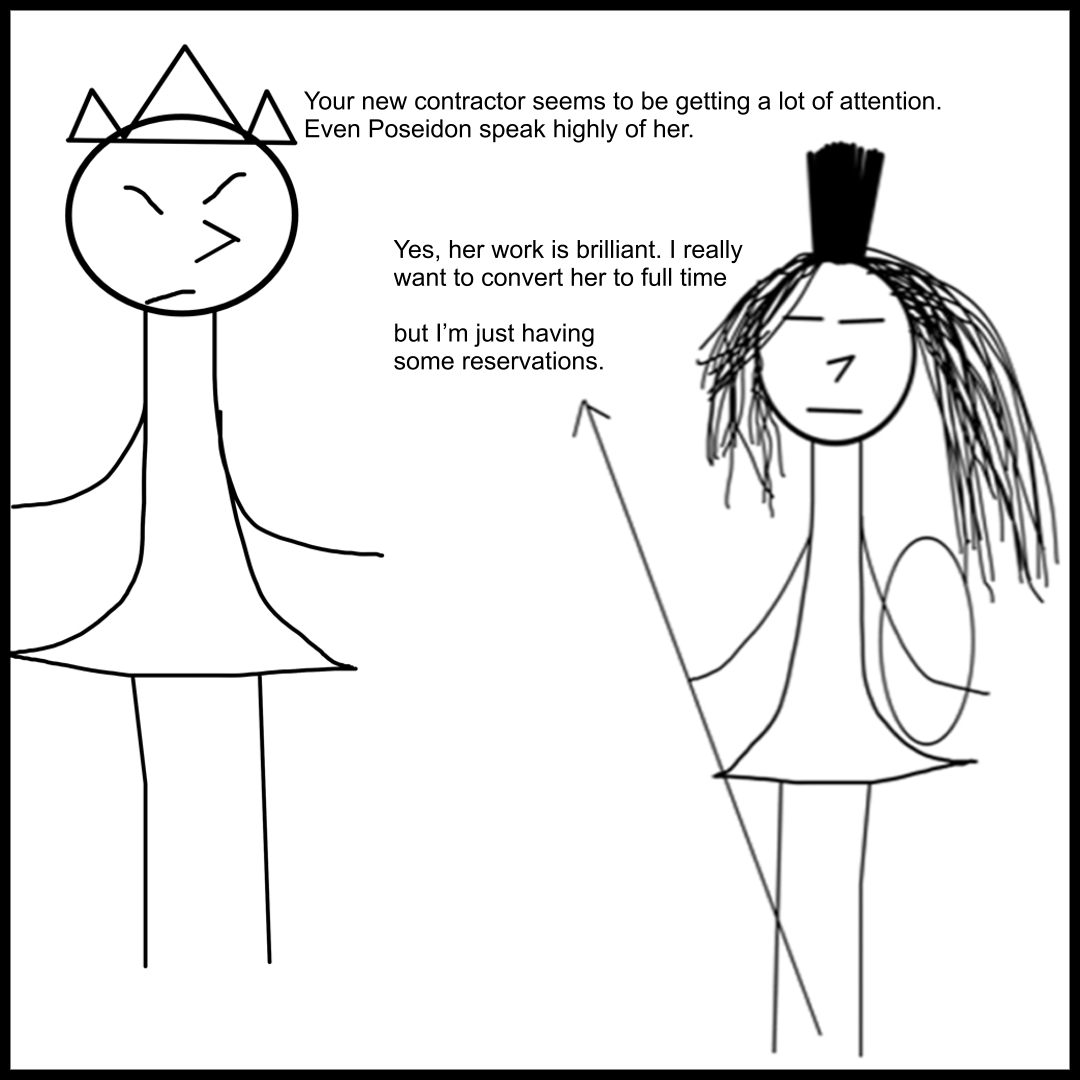 Your new contractor seems to be getting a lot of attention.
Even Poseidon speak highly of her.
Yes, her work is brilliant. I really
want to convert her to full time
but I'm just having
some reservations.